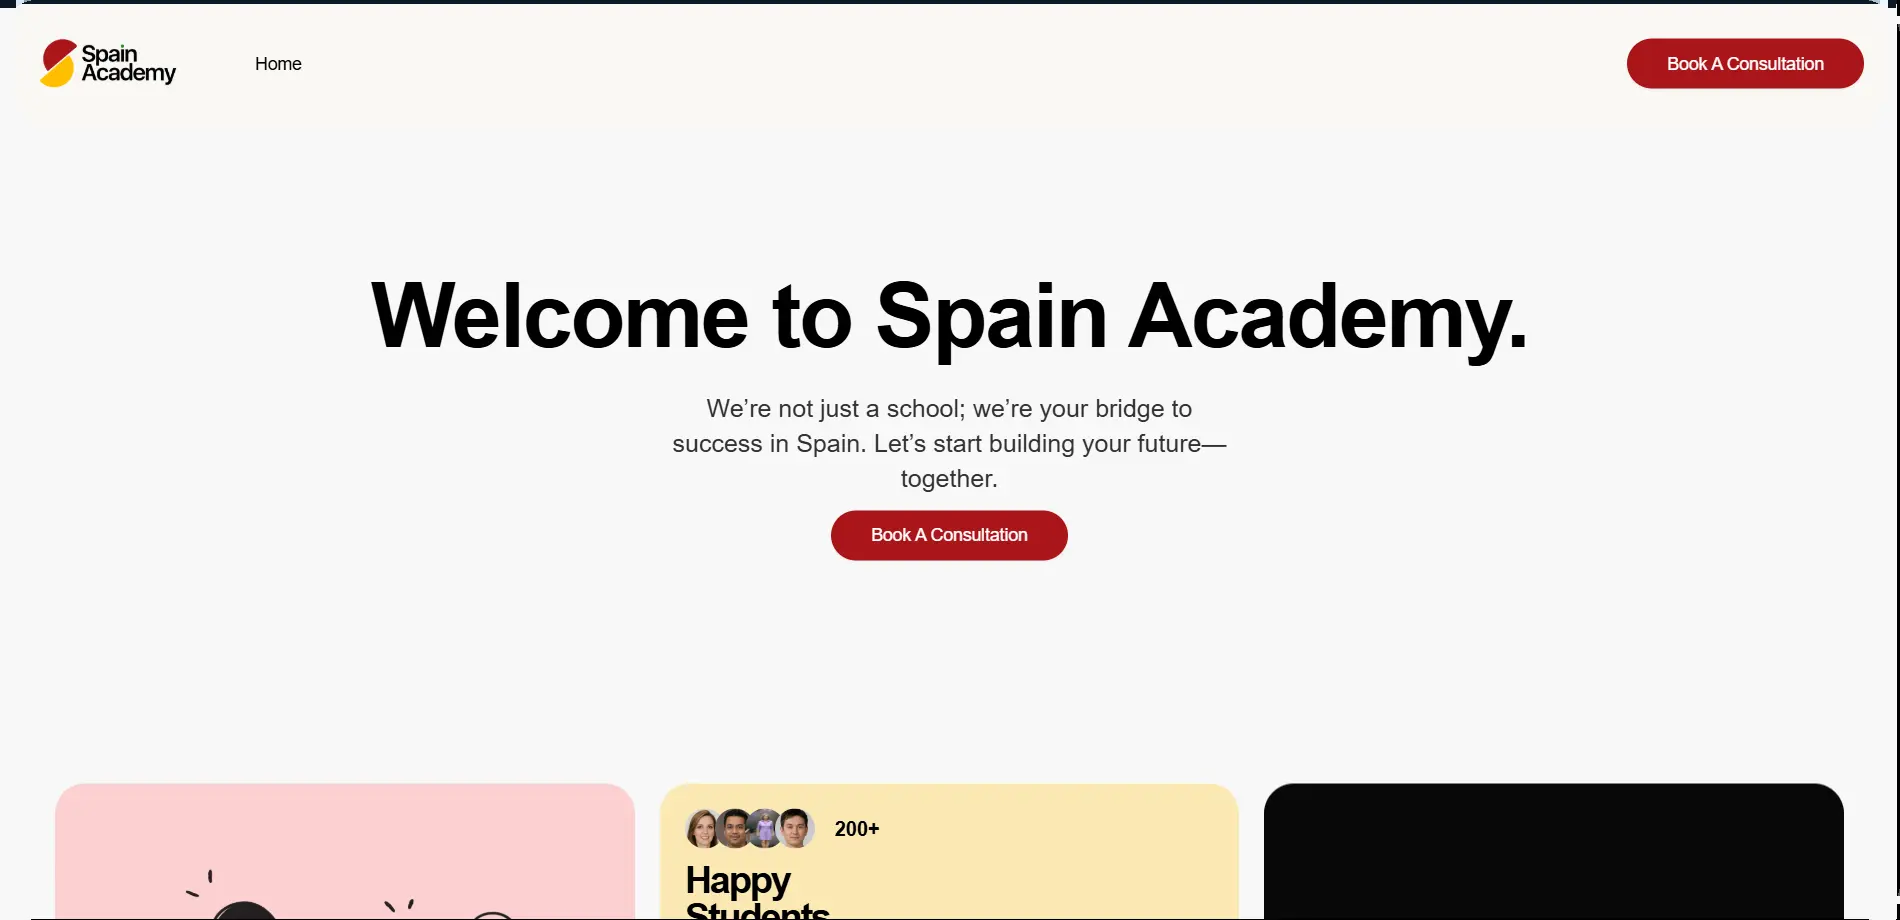 Spain
Academy
Home
Book A Consultation
Welcome to Spain Academy.
We’re not just a school; we’re your bridge to
success in Spain. Let’s start building your future—
together.
Book A Consultation
200+
Happy
Students